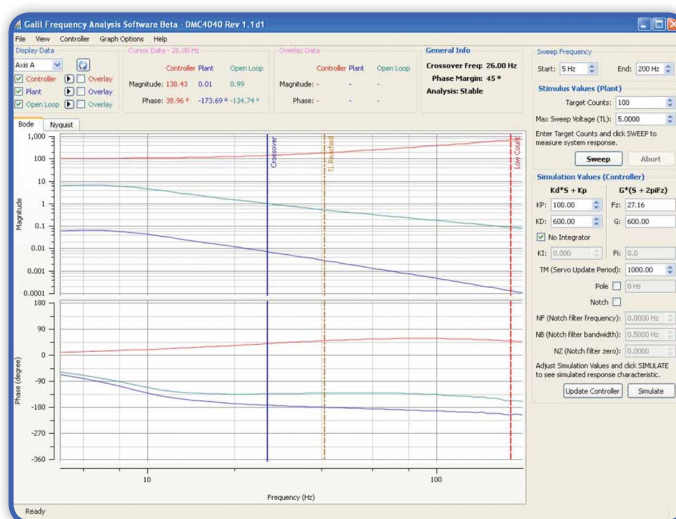 Galil Frequency Analysis Software Beta - DMC4040 Rev 1.1d1
File View Controller Graph Options Help
Display Data
Axis A
Controller Overlay
Plant Overlay
Open Loop Overlay
Cursor Data - 26.00 Hz
Controller Plant Open Loop
Magnitude: 138.43 0.01 0.99
Phase: 38.96 º -173.69 º -134.74 º
Overlay Data
Controller Plant Open Loop
Magnitude: - - -
Phase: - - -
General Info
Crossover Freq: 26.00 Hz
Phase Margin: 45 º
Analysis: Stable
Bode Nyquist
Magnitude
1,000
100
10
1
0.1
0.01
0.001
0.0001
Crossover
TL Reached
Low Count
Phase (degree)
180
90
0
-90
-180
-270
-360
10 100
Frequency (Hz)
Sweep Frequency
Start: 5 Hz End: 200 Hz
Stimulus Values (Plant)
Target Counts: 100
Max Sweep Voltage (TL): 5.0000
Enter Target Counts and click SWEEP to
measure system response.
Sweep Abort
Simulation Values (Controller)
Kd*S + Kp G*(S + 2piFz)
KP: 100.00 Fz: 27.16
KD: 600.00 G: 600.00
No Integrator
KI: 0.000 Fi: 0.0
TM (Servo Update Period): 1000.00
Pole 0 Hz
Notch
NF (Notch filter frequency): 0.0000 Hz
NB (Notch filter bandwidth): 0.5000 Hz
NZ (Notch filter zero): 0.0000
Adjust Simulation Values and click SIMULATE
to see simulated response characteristic.
Update Controller Simulate
Ready